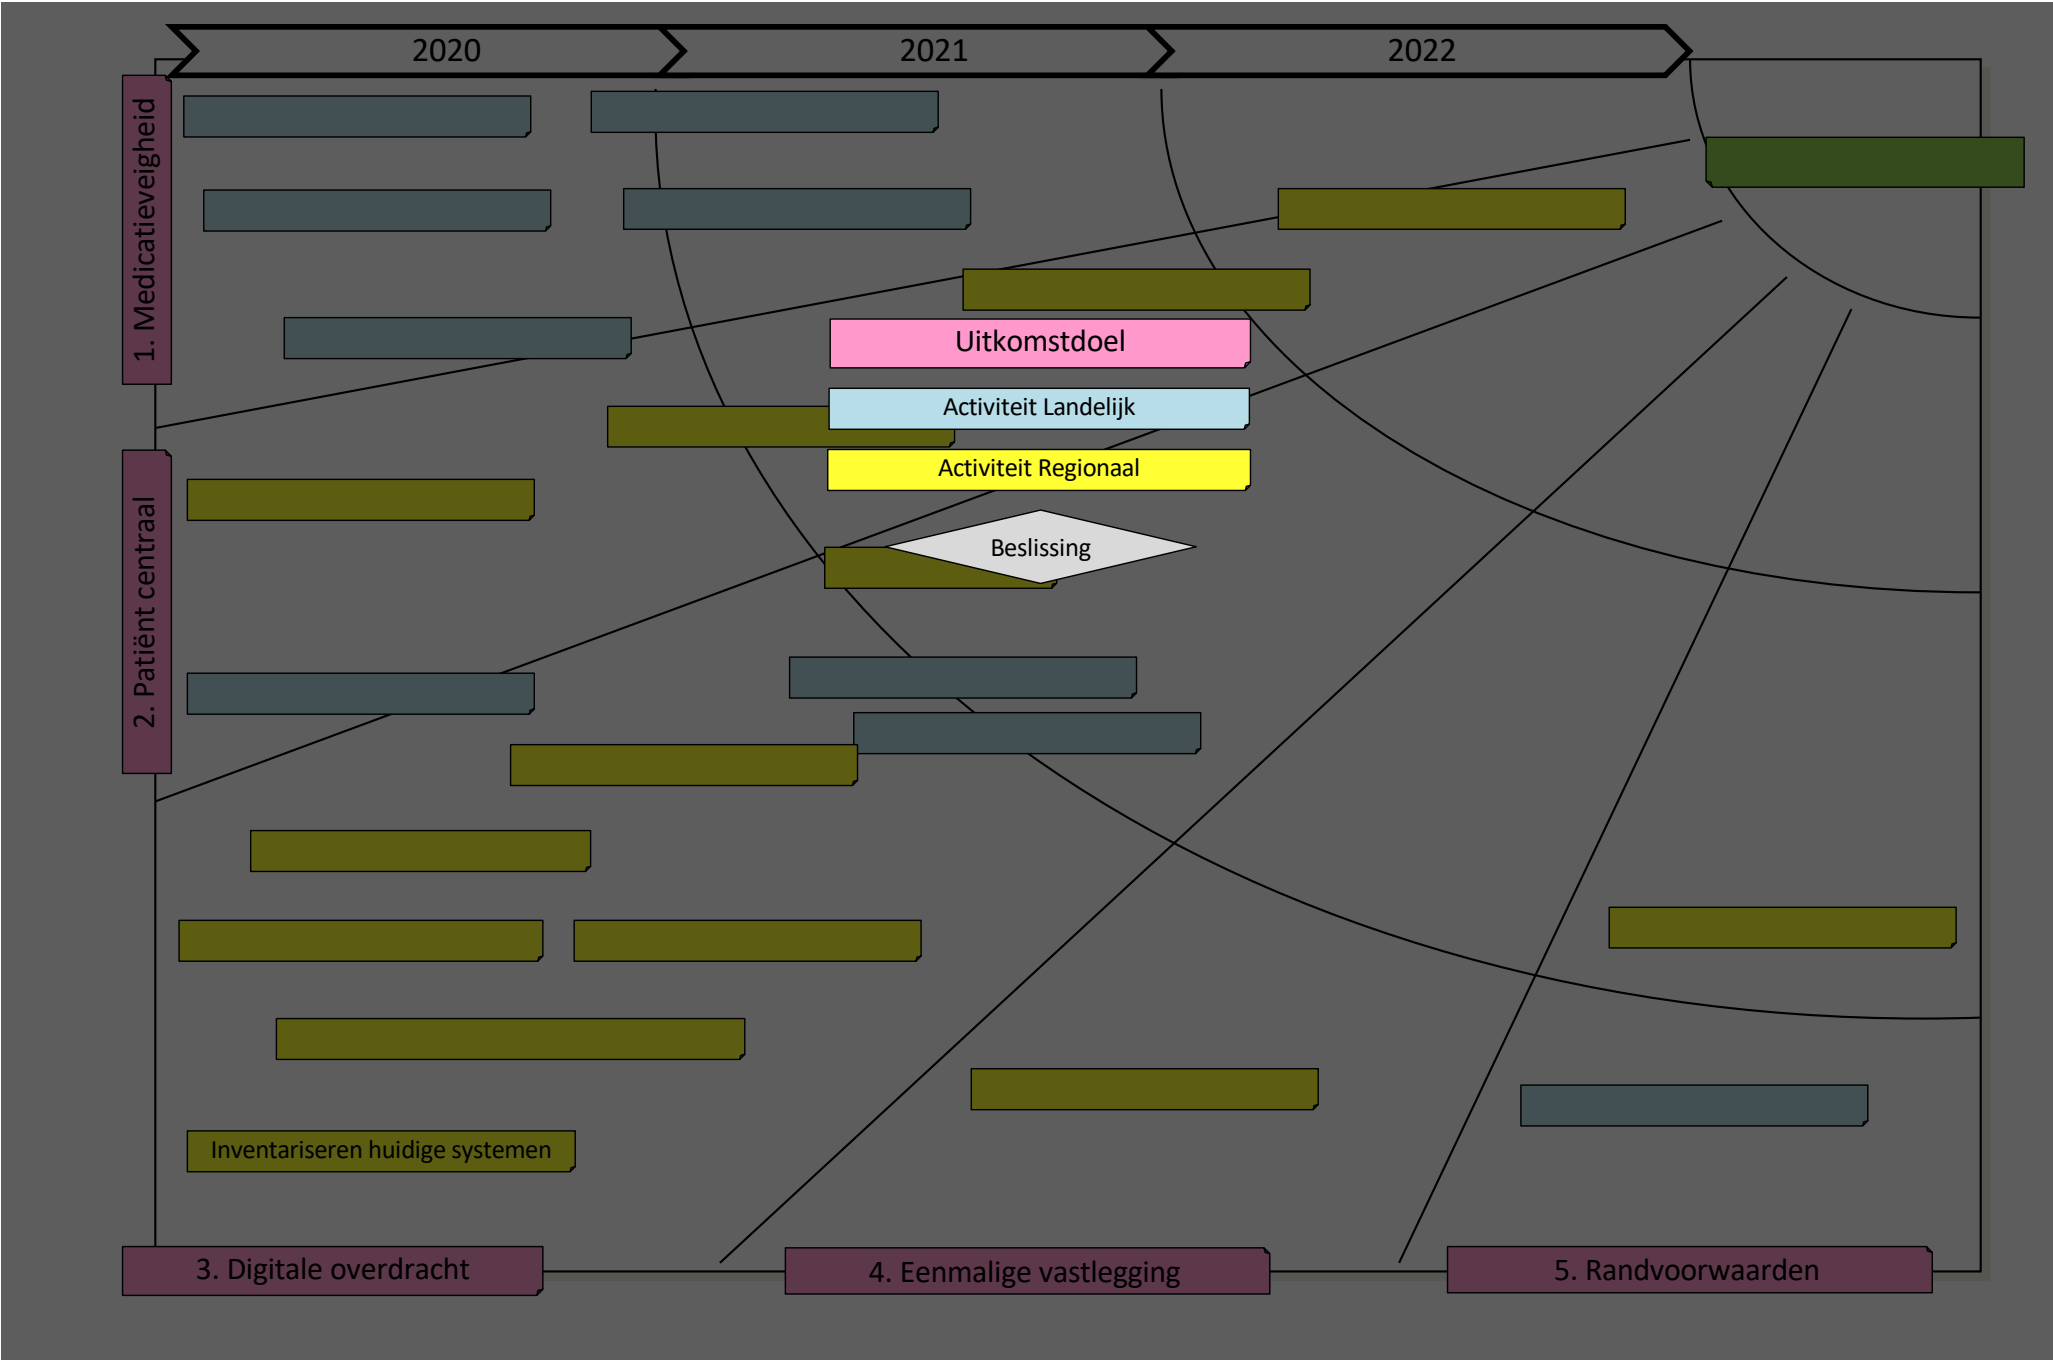 2020
2021
2022
1. Medicatieveigheid
Uitkomstdoel
Activiteit Landelijk
Activiteit Regionaal
2. Patiënt centraal
Beslissing
Inventariseren huidige systemen
3. Digitale overdracht
4. Eenmalige vastlegging
5. Randvoorwaarden